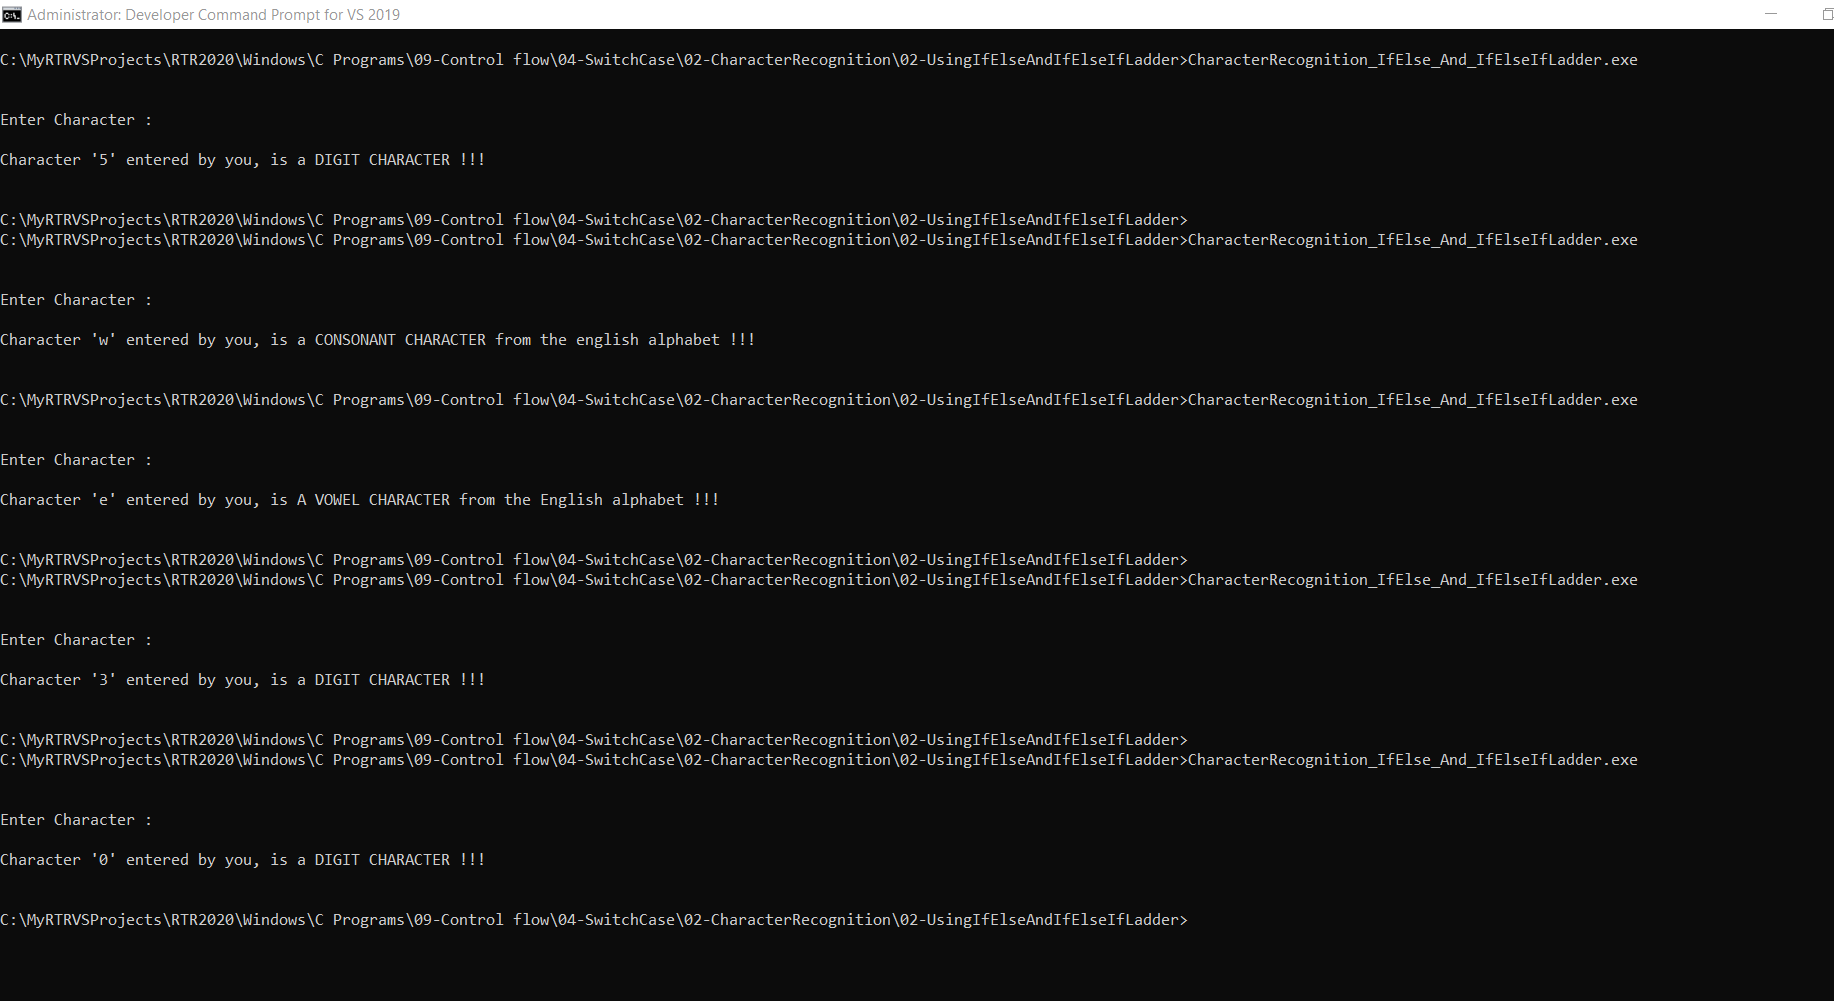 Administrator: Developer Command Prompt for VS 2019
C:\MyRTRVSProjects\RTR2020\Windows\C Programs\09-Control flow\04-SwitchCase\02-CharacterRecognition\02-UsingIfElseAndIfElseIfLadder>CharacterRecognition_IfElse_And_IfElseIfLadder.exe
Enter Character :
Character '5' entered by you, is a DIGIT CHARACTER !!!
C:\MyRTRVSProjects\RTR2020\Windows\C Programs\09-Control flow\04-SwitchCase\02-CharacterRecognition\02-UsingIfElseAndIfElseIfLadder>
C:\MyRTRVSProjects\RTR2020\Windows\C Programs\09-Control flow\04-SwitchCase\02-CharacterRecognition\02-UsingIfElseAndIfElseIfLadder>CharacterRecognition_IfElse_And_IfElseIfLadder.exe
Enter Character :
Character 'w' entered by you, is a CONSONANT CHARACTER from the english alphabet !!!
C:\MyRTRVSProjects\RTR2020\Windows\C Programs\09-Control flow\04-SwitchCase\02-CharacterRecognition\02-UsingIfElseAndIfElseIfLadder>CharacterRecognition_IfElse_And_IfElseIfLadder.exe
Enter Character :
Character 'e' entered by you, is A VOWEL CHARACTER from the English alphabet !!!
C:\MyRTRVSProjects\RTR2020\Windows\C Programs\09-Control flow\04-SwitchCase\02-CharacterRecognition\02-UsingIfElseAndIfElseIfLadder>
C:\MyRTRVSProjects\RTR2020\Windows\C Programs\09-Control flow\04-SwitchCase\02-CharacterRecognition\02-UsingIfElseAndIfElseIfLadder>CharacterRecognition_IfElse_And_IfElseIfLadder.exe
Enter Character :
Character '3' entered by you, is a DIGIT CHARACTER !!!
C:\MyRTRVSProjects\RTR2020\Windows\C Programs\09-Control flow\04-SwitchCase\02-CharacterRecognition\02-UsingIfElseAndIfElseIfLadder>
C:\MyRTRVSProjects\RTR2020\Windows\C Programs\09-Control flow\04-SwitchCase\02-CharacterRecognition\02-UsingIfElseAndIfElseIfLadder>CharacterRecognition_IfElse_And_IfElseIfLadder.exe
Enter Character :
Character '0' entered by you, is a DIGIT CHARACTER !!!
C:\MyRTRVSProjects\RTR2020\Windows\C Programs\09-Control flow\04-SwitchCase\02-CharacterRecognition\02-UsingIfElseAndIfElseIfLadder>